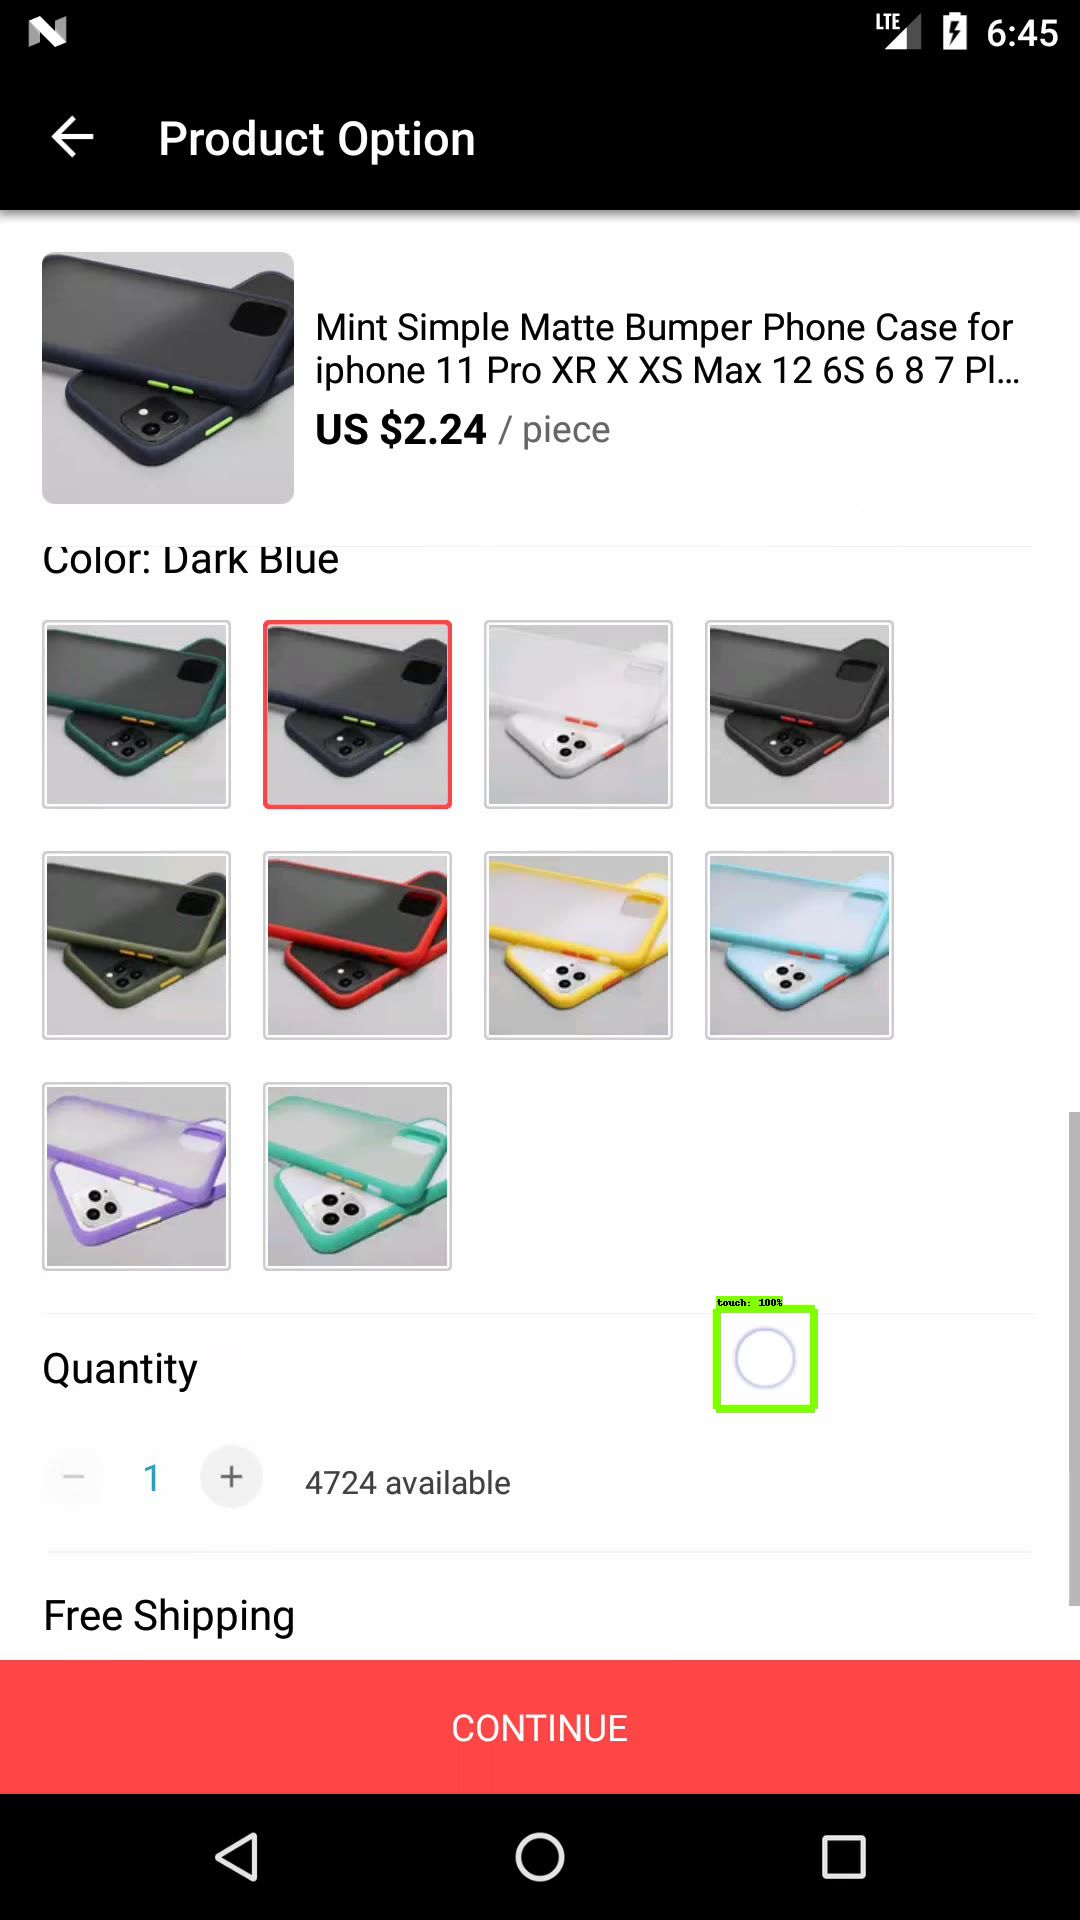 LTE 6:45
Product Option
Mint Simple Matte Bumper Phone Case for
iphone 11 Pro XR X XS Max 12 6S 6 8 7 Pl...
US $2.24 / piece
Color: Dark Blue
touch: 100%
Quantity
1
4724 available
Free Shipping
CONTINUE